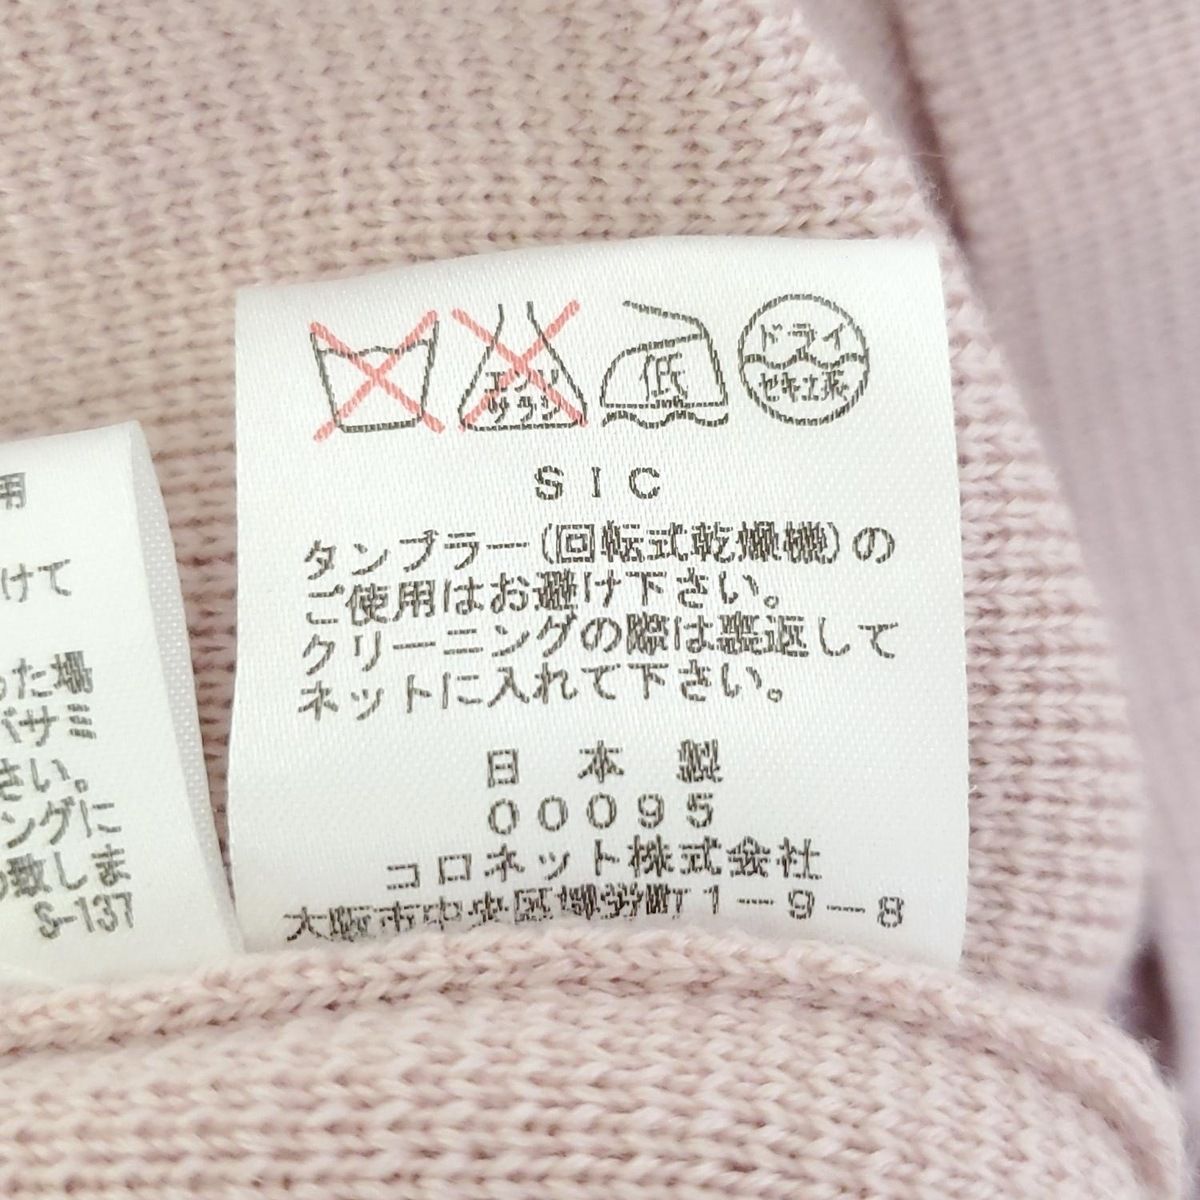 用
けて
った場
バサミ
さい。
ングに
致しま
S-137
エンソ
サラシ
低
ドライ
セキユ系
SIC
タンブラー(回転式乾燥機)の
ご使用はお避け下さい。
クリーニングの際は裏返して
ネットに入れて下さい。
日本製
00095
コロネット株式会社
大阪市中央区博労町1-9-8